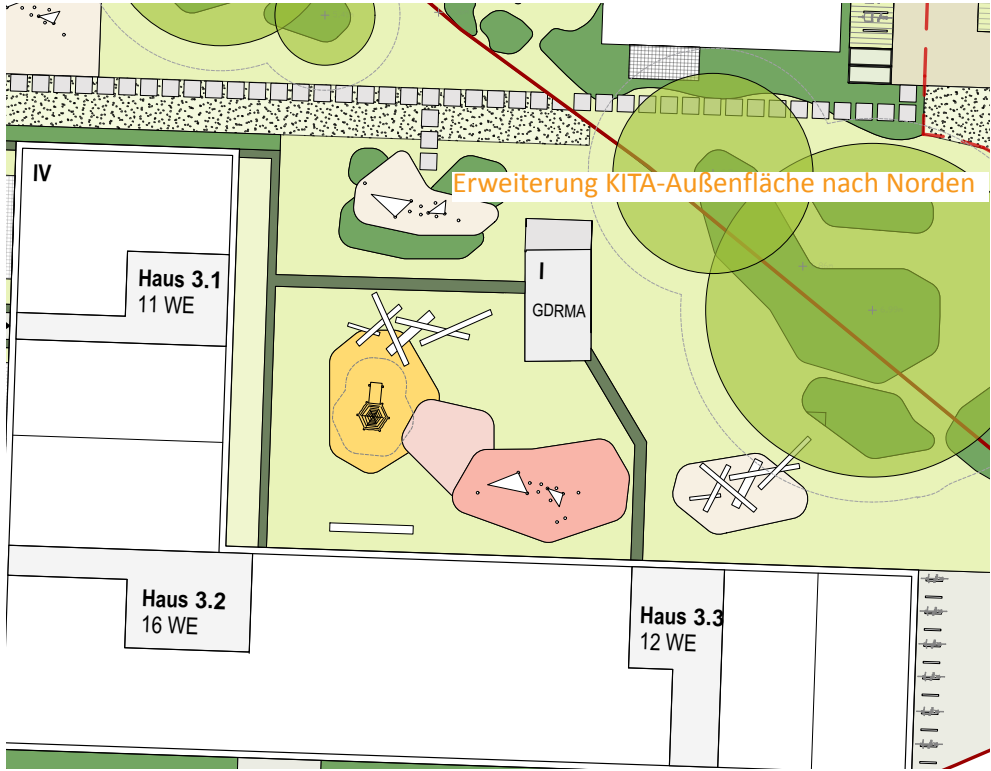 IV
Erweiterung KITA-Außenfläche nach Norden
Haus 3.1
11 WE
I
GDRMA
Haus 3.2
16 WE
Haus 3.3
12 WE